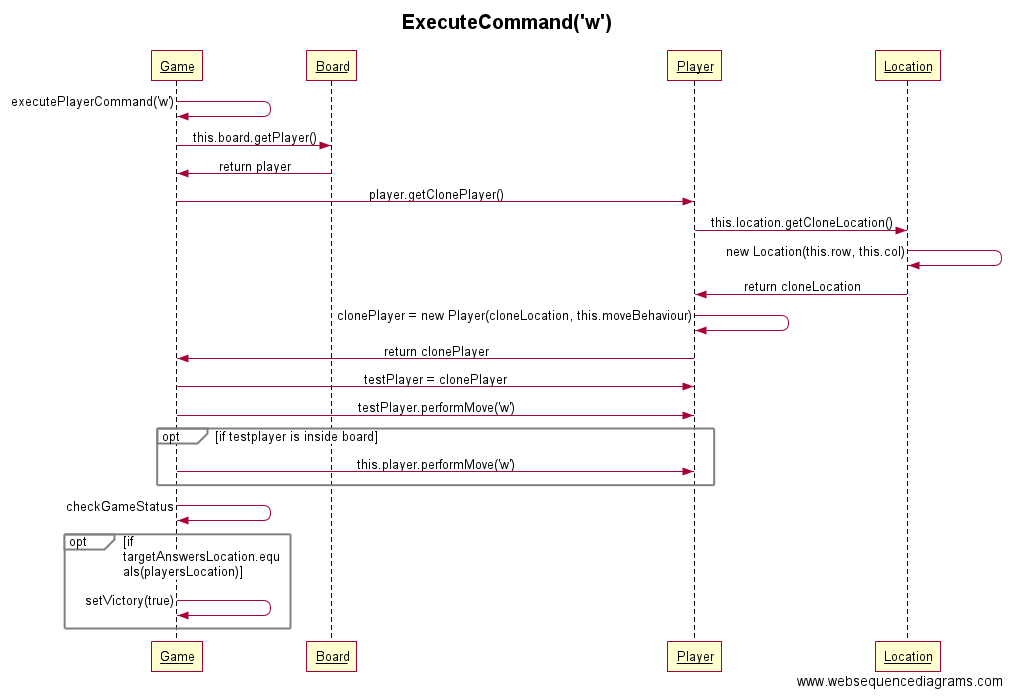 ExecuteCommand('w')
Game
Board
Player
Location
executePlayerCommand('w')
this.board.getPlayer()
return player
player.getClonePlayer()
this.location.getCloneLocation()
new Location(this.row, this.col)
return cloneLocation
clonePlayer = new Player(cloneLocation, this.moveBehaviour)
return clonePlayer
testPlayer = clonePlayer
testPlayer.performMove('w')
opt
[if testplayer is inside board]
this.player.performMove('w')
checkGameStatus
opt
[if
targetAnswersLocation.equ
als(playersLocation)]
setVictory(true)
Game
Board
Player
Location
www.websequencediagrams.com